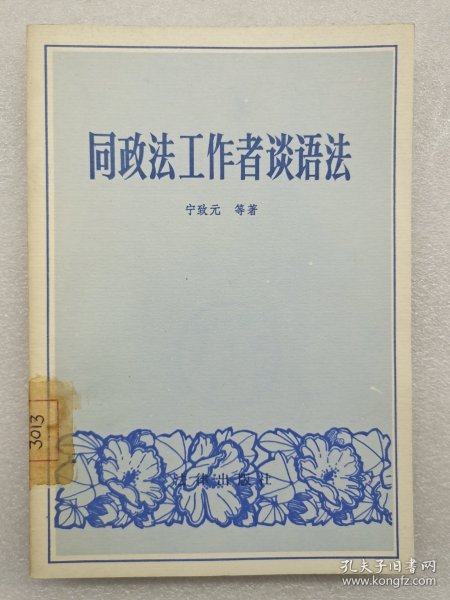 同政法工作者谈语法
宁致元 等著
3013
法律出版社
孔夫子旧书网
www.kongfz.com